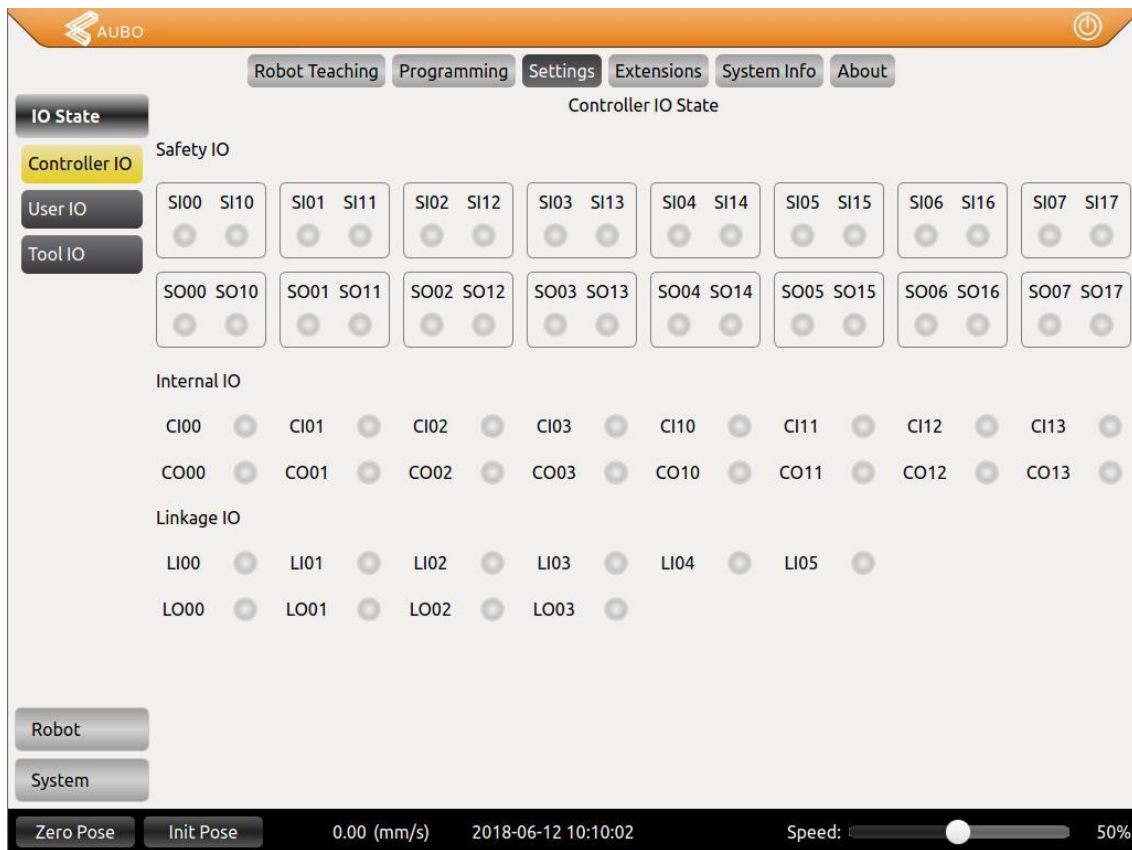 AUBO
Robot Teaching Programming Settings Extensions System Info About
Controller IO State
IO State
Controller IO
User IO
Tool IO
Safety IO
SI00 SI10 SI01 SI11 SI02 SI12 SI03 SI13 SI04 SI14 SI05 SI15 SI06 SI16 SI07 SI17
SO00 SO10 SO01 SO11 SO02 SO12 SO03 SO13 SO04 SO14 SO05 SO15 SO06 SO16 SO07 SO17
Internal IO
CI00 CI01 CI02 CI03 CI10 CI11 CI12 CI13
CO00 CO01 CO02 CO03 CO10 CO11 CO12 CO13
Linkage IO
LI00 LI01 LI02 LI03 LI04 LI05
LO00 LO01 LO02 LO03
Robot
System
Zero Pose Init Pose 0.00 (mm/s) 2018-06-12 10:10:02 Speed: 50%